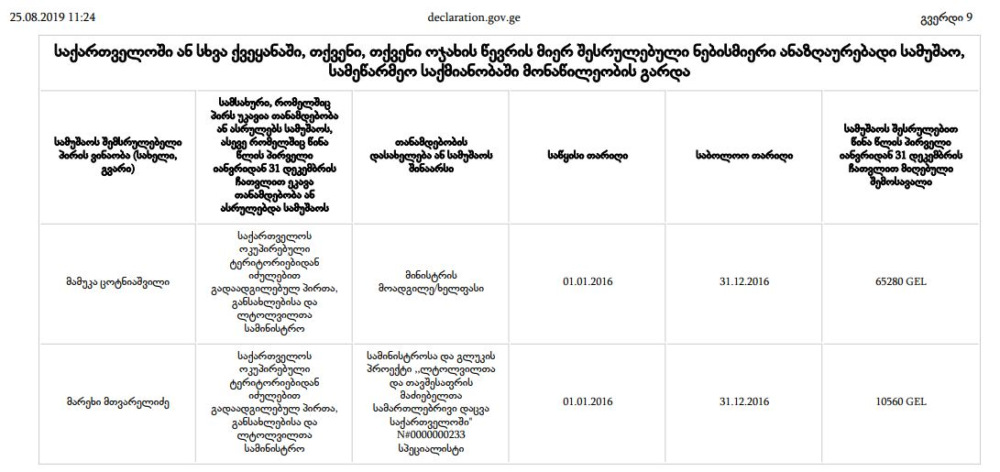 25.08.2019 11:24
declaration.gov.ge
გვერდი 9
საქართველოში ან სხვა ქვეყანაში, თქვენი, თქვენი ოჯახის წევრის მიერ შესრულებული ნებისმიერი ანაზღაურებადი სამუშაო,
სამეწარმეო საქმიანობაში მონაწილეობის გარდა
სამუშაოს შემსრულებელი
პირის ვინაობა (სახელი,
გვარი)
სამსახური, რომელშიც
პირს უკავია თანამდებობა
ან ასრულებს სამუშაოს,
ასევე რომელშიც წინა
წლის პირველი
იანვრიდან 31 დეკემბრის
ჩათვლით ეკავა
თანამდებობა ან
ასრულებდა სამუშაოს
თანამდებობის
დასახელება ან სამუშაოს
შინაარსი
საწყისი თარიღი
საბოლოო თარიღი
სამუშაოს შესრულებით
წინა წლის პირველი
იანვრიდან 31 დეკემბრის
ჩათვლით მიღებული
შემოსავალი
მამუკა ცოტნიაშვილი
საქართველოს
ოკუპირებული
ტერიტორიებიდან
იძულებით
გადაადგილებულ პირთა,
განსახლებისა და
ლტოლვილთა
სამინისტრო
მინისტრის
მოადგილე/ხელფასი
01.01.2016
31.12.2016
65280 GEL
მარეხი მთვარელიძე
საქართველოს
ოკუპირებული
ტერიტორიებიდან
იძულებით
გადაადგილებულ პირთა,
განსახლებისა და
ლტოლვილთა
სამინისტრო
სამინისტროსა და გლუკის
პროექტი ,,ლტოლვილთა
და თავშესაფრის
მაძიებელთა
სამართლებრივი დაცვა
საქართველოში"
N#0000000233
სპეციალისტი
01.01.2016
31.12.2016
10560 GEL